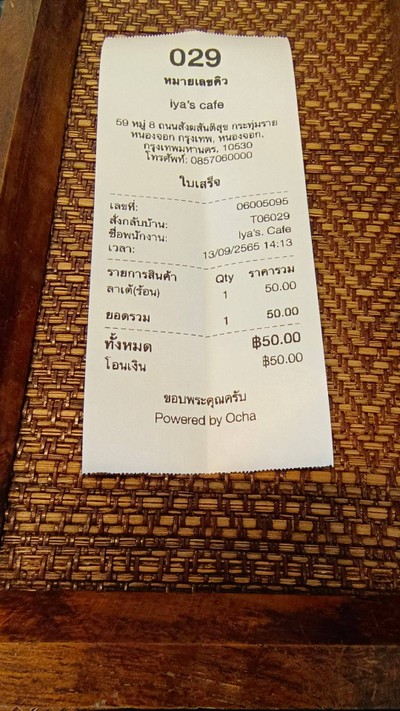 029
หมายเลขคิว
iya's cafe
59 หมู่ 8 ถนนสังฆสันติสุข กระทุ่มราย
หนองจอก กรุงเทพ, หนองจอก,
กรุงเทพมหานคร, 10530
โทรศัพท์: 0857060000
ใบเสร็จ
เลขที่: 06005095
สั่งกลับบ้าน: T06029
ชื่อพนักงาน: Iya's. Cafe
เวลา: 13/09/2565 14:13
รายการสินค้า Qty ราคารวม
ลาเต้(ร้อน) 1 50.00
ยอดรวม 1 50.00
ทั้งหมด ฿50.00
โอนเงิน ฿50.00
ขอบพระคุณครับ
Powered by Ocha